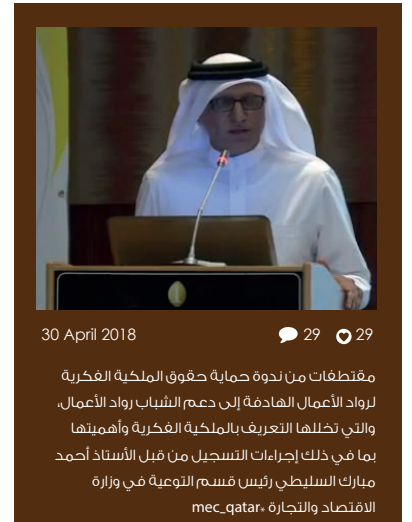 30 April 2018 29 29
مقتطفات من ندوة حماية حقوق الملكية الفكرية
لرواد الأعمال الهادفة إلى دعم الشباب رواد الأعمال،
والتي تخللها التعريف بالملكية الفكرية وأهميتها
بما في ذلك إجراءات التسجيل من قبل الأستاذ أحمد
مبارك السليطي رئيس قسم التوعية في وزارة
الاقتصاد والتجارة *mec_qatar